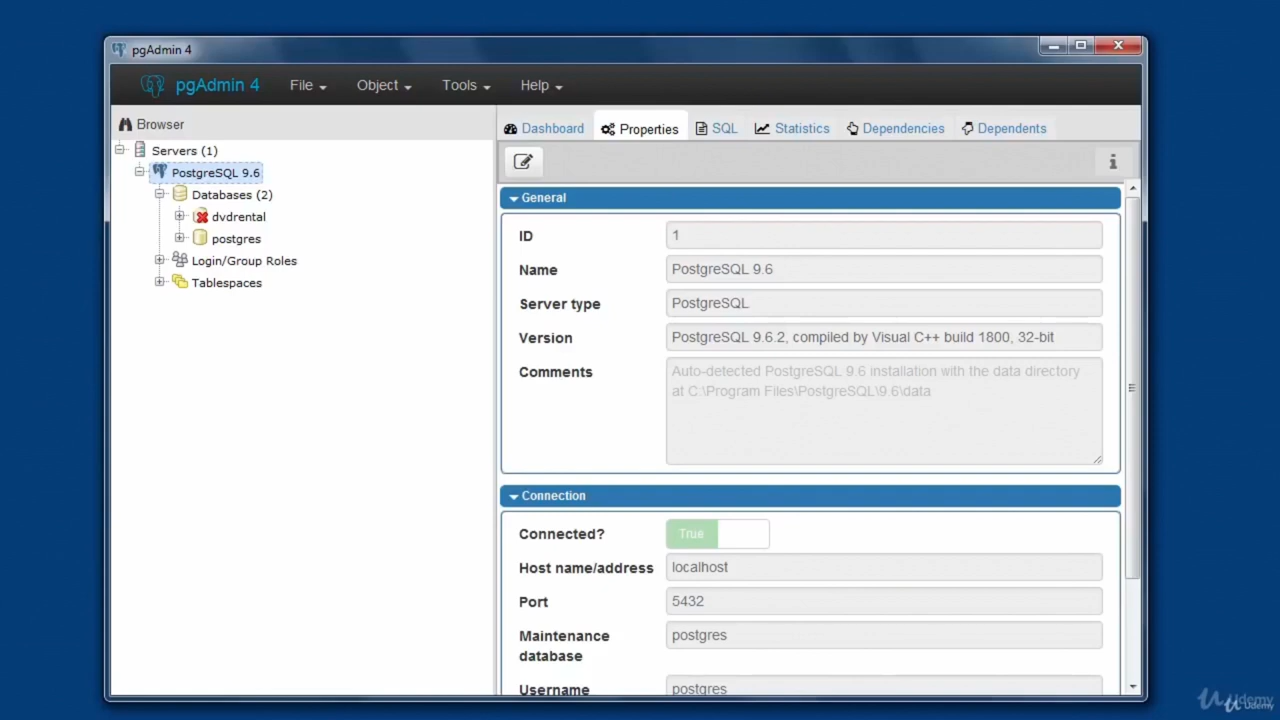 pgAdmin 4
pgAdmin 4 File Object Tools Help
Browser
Servers (1)
PostgreSQL 9.6
Databases (2)
dvdrental
postgres
Login/Group Roles
Tablespaces
Dashboard Properties SQL Statistics Dependencies Dependents
General
ID 1
Name PostgreSQL 9.6
Server type PostgreSQL
Version PostgreSQL 9.6.2, compiled by Visual C++ build 1800, 32-bit
Comments Auto-detected PostgreSQL 9.6 installation with the data directory
at C:\Program Files\PostgreSQL\9.6\data
Connection
Connected? True
Host name/address localhost
Port 5432
Maintenance postgres
database
Username postgres
Udemy
Udemy